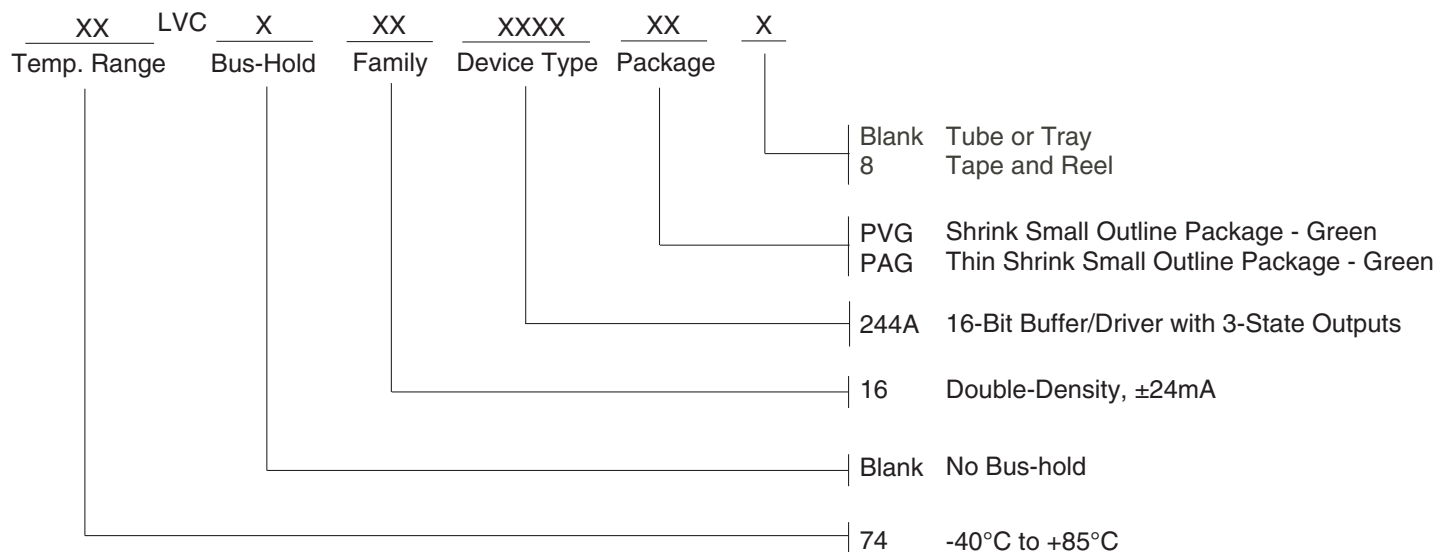 XX LVC X XX XXXX XX X
Temp. Range Bus-Hold Family Device Type Package
Blank Tube or Tray
8 Tape and Reel
PVG Shrink Small Outline Package - Green
PAG Thin Shrink Small Outline Package - Green
244A 16-Bit Buffer/Driver with 3-State Outputs
16 Double-Density, ±24mA
Blank No Bus-hold
74 -40°C to +85°C